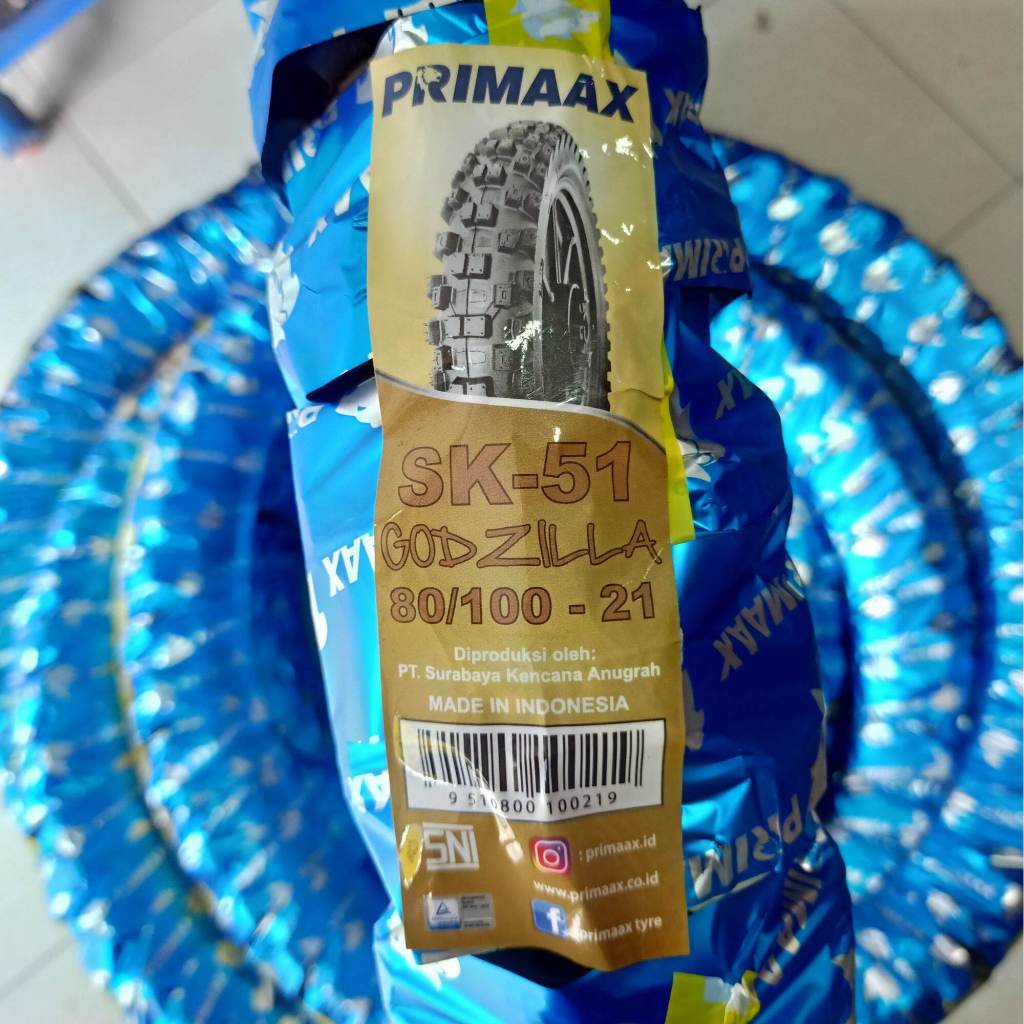 PRIMAAX
SK-51
GODZILLA
80/100 - 21
Diproduksi oleh:
PT. Surabaya Kencana Anugrah
MADE IN INDONESIA
9 510800 100219
SNI
: primaax.id
www.primaax.co.id
primaax tyre